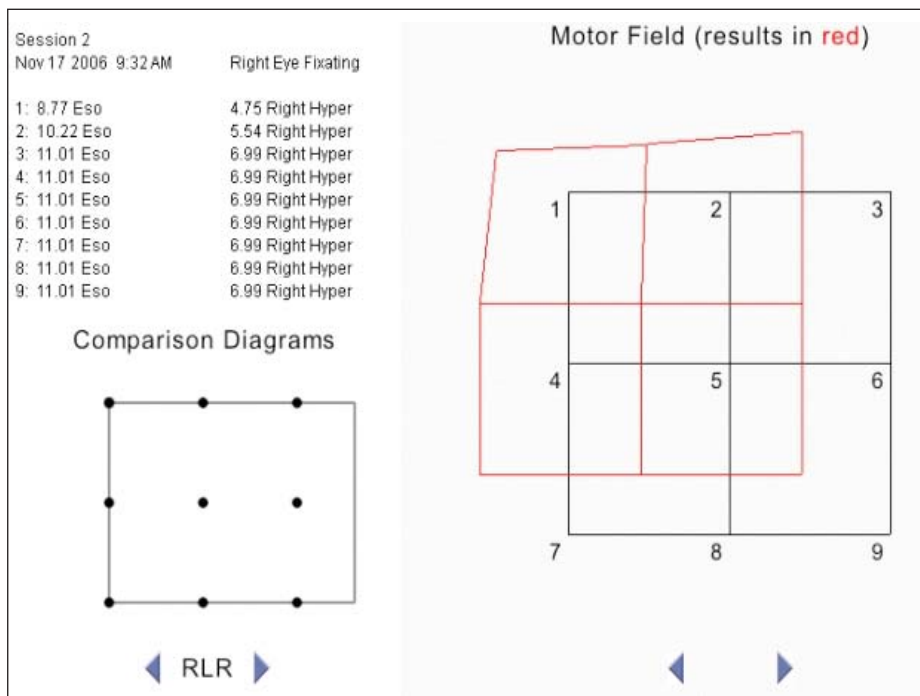 Session 2
Nov 17 2006 9:32 AM Right Eye Fixating
1: 8.77 Eso 4.75 Right Hyper
2: 10.22 Eso 5.54 Right Hyper
3: 11.01 Eso 6.99 Right Hyper
4: 11.01 Eso 6.99 Right Hyper
5: 11.01 Eso 6.99 Right Hyper
6: 11.01 Eso 6.99 Right Hyper
7: 11.01 Eso 6.99 Right Hyper
8: 11.01 Eso 6.99 Right Hyper
9: 11.01 Eso 6.99 Right Hyper
Comparison Diagrams
RLR
Motor Field (results in red)
1 2 3
4 5 6
7 8 9